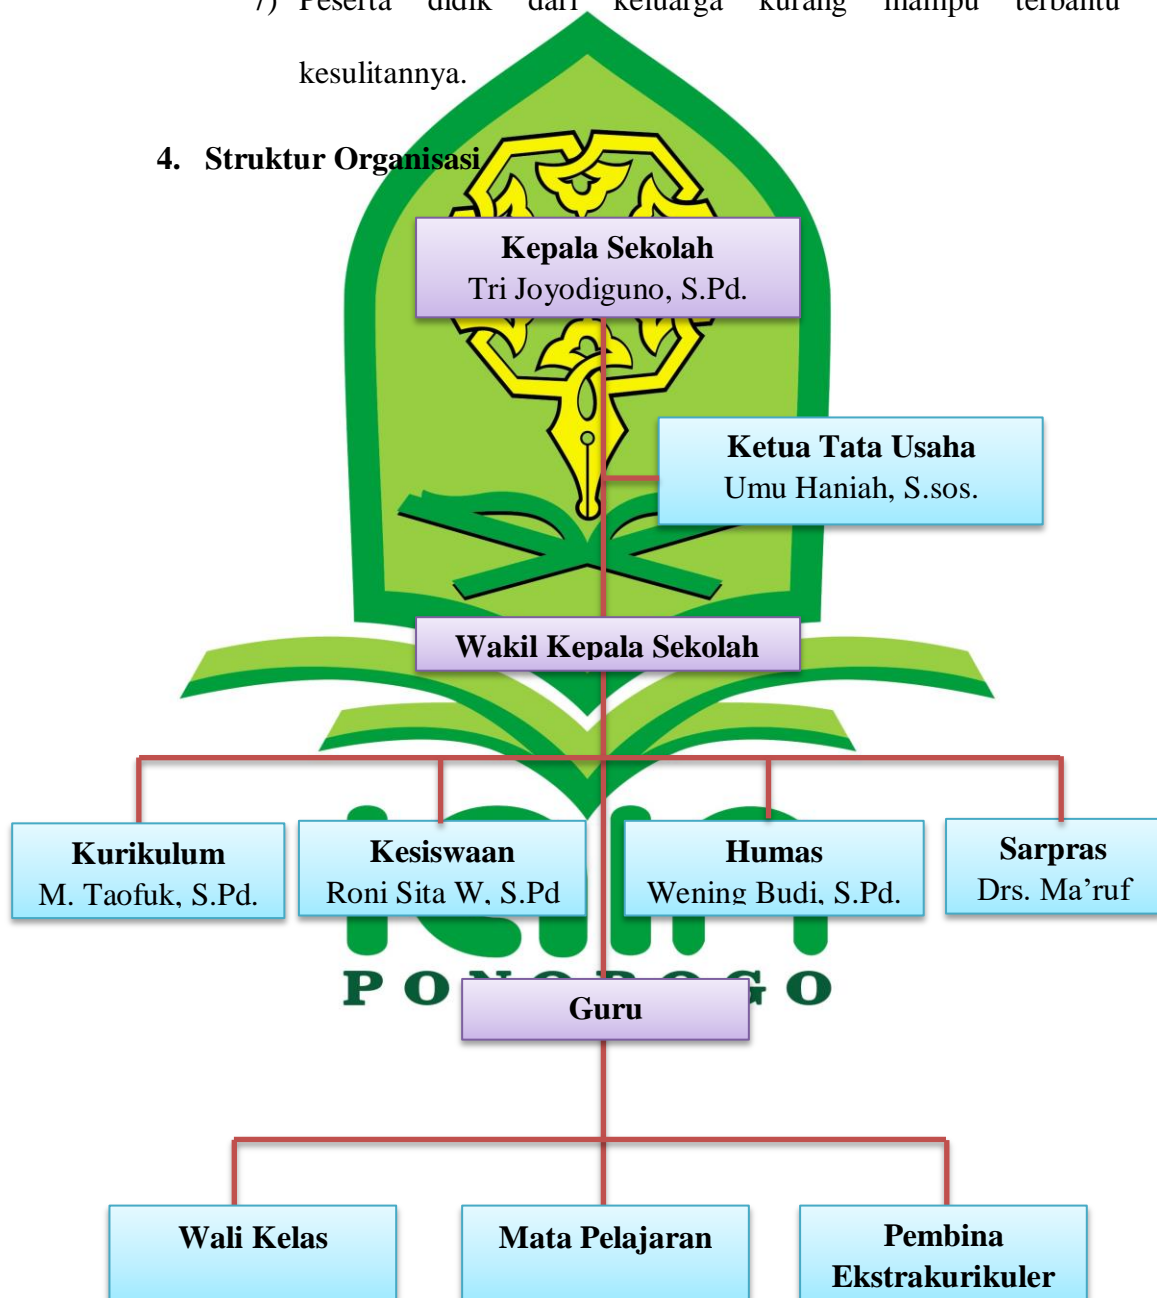 7) Peserta didik dari keluarga kurang mampu terbantu
kesulitannya.
4. Struktur Organisasi
Kepala Sekolah
Tri Joyodiguno, S.Pd.
Ketua Tata Usaha
Umu Haniah, S.sos.
Wakil Kepala Sekolah
Kurikulum
M. Taofuk, S.Pd.
Kesiswaan
Roni Sita W, S.Pd
Humas
Wening Budi, S.Pd.
Sarpras
Drs. Ma’ruf
Guru
Wali Kelas
Mata Pelajaran
Pembina
Ekstrakurikuler